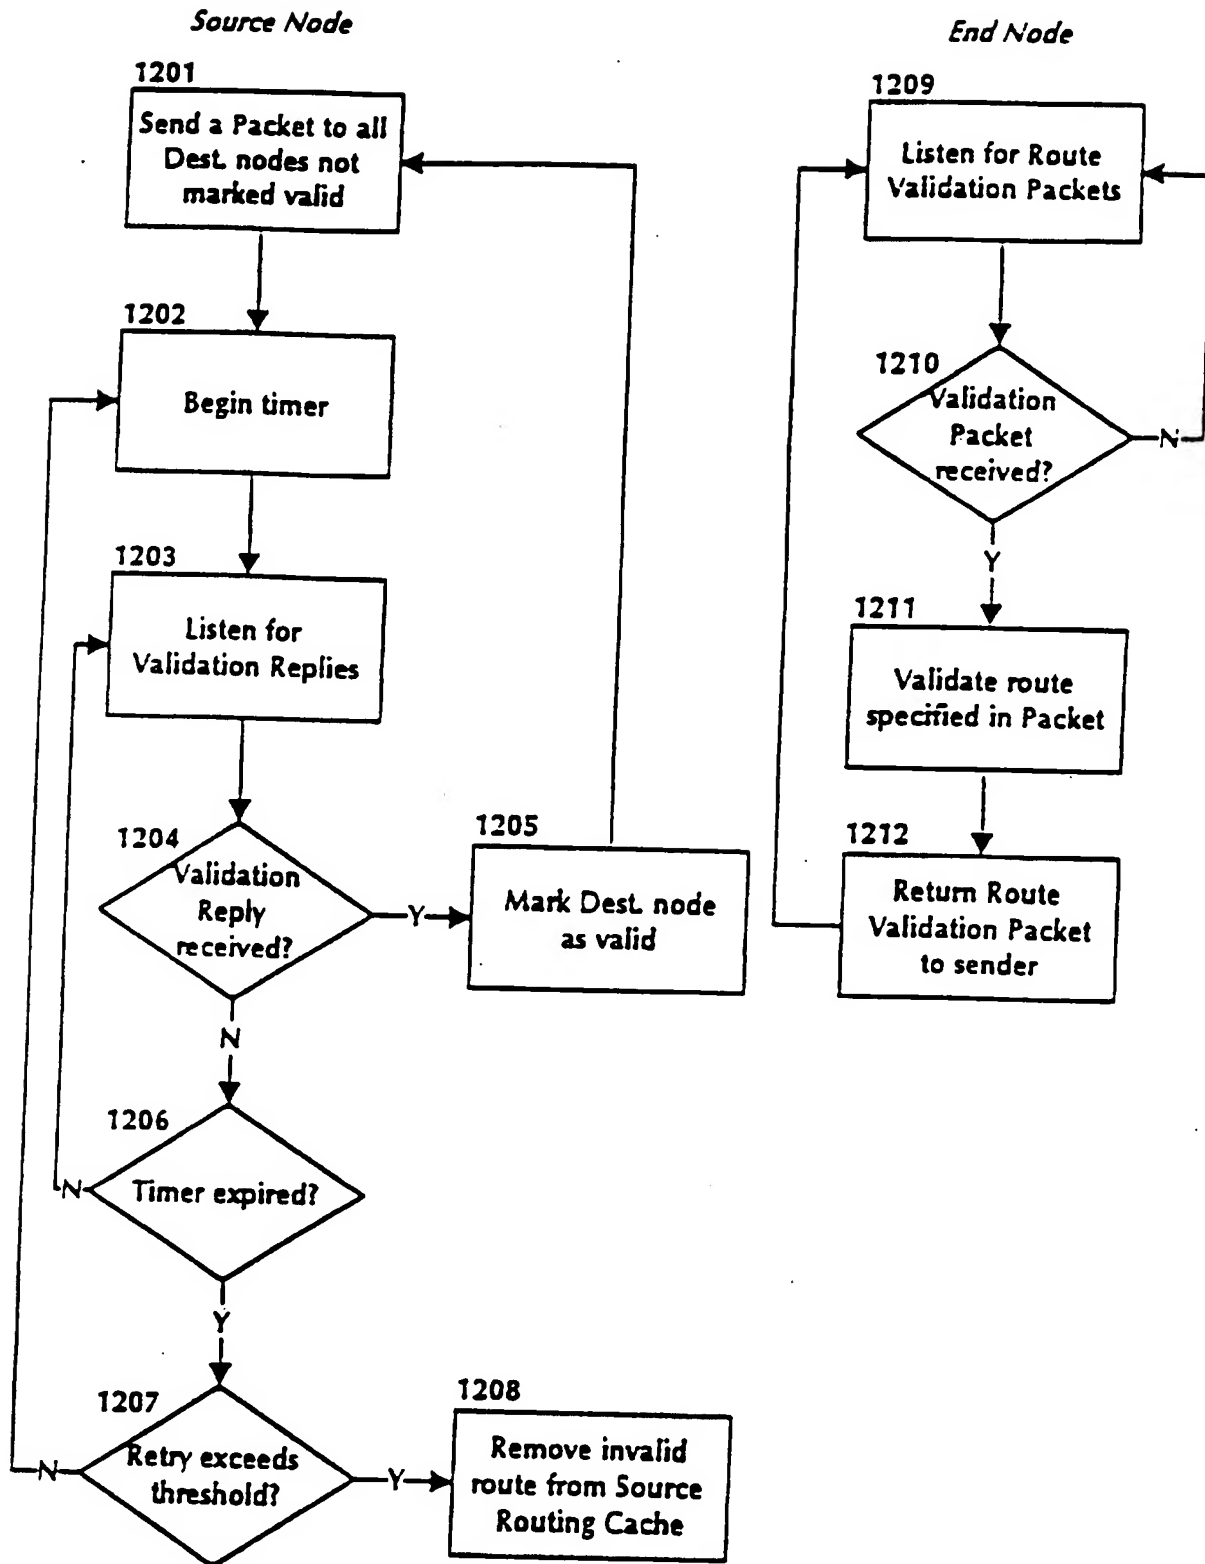 Source Node
1201
Send a Packet to all
Dest. nodes not
marked valid
1202
Begin timer
1203
Listen for
Validation Replies
1204
Validation
Reply
received?
Y
1205
Mark Dest. node
as valid
N
1206
Timer expired?
N
Y
1207
Retry exceeds
threshold?
N
Y
1208
Remove invalid
route from Source
Routing Cache
End Node
1209
Listen for Route
Validation Packets
1210
Validation
Packet
received?
N
Y
1211
Validate route
specified in Packet
1212
Return Route
Validation Packet
to sender